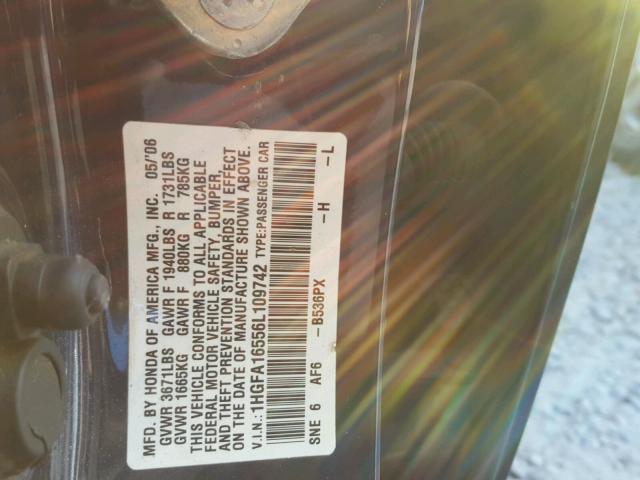 MFD. BY HONDA OF AMERICA MFG., INC. 05/'06
GVWR 3671LBS GAWR F 1940LBS R 1731LBS
GVWR 1665KG GAWR F 880KG R 785KG
THIS VEHICLE CONFORMS TO ALL APPLICABLE
FEDERAL MOTOR VEHICLE SAFETY, BUMPER,
AND THEFT PREVENTION STANDARDS IN EFFECT
ON THE DATE OF MANUFACTURE SHOWN ABOVE.
V.I.N.: 1HGFA16556L109742 TYPE:PASSENGER CAR
SNE 6 AF6 -B536PX -H -L